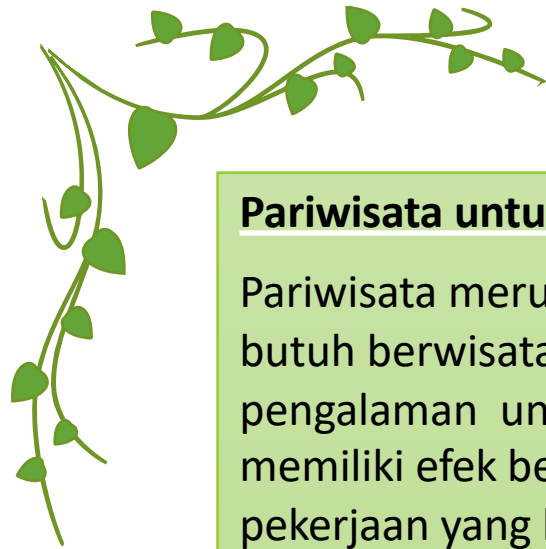 Pariwisata untu
Pariwisata meru
butuh berwisata
pengalaman un
memiliki efek be
pekerjaan yang